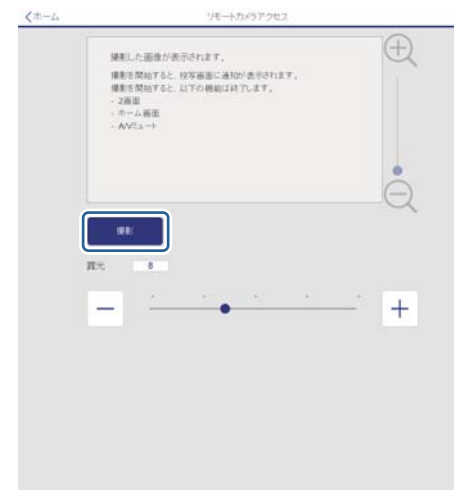 ホーム
リモートカメラアクセス
撮影した画像が表示されます。
撮影を開始すると、投写画面に通知が表示されます。
撮影を開始すると、以下の機能は終了します。
- 2画面
- ホーム画面
- A/Vミュート
撮影
露光 8